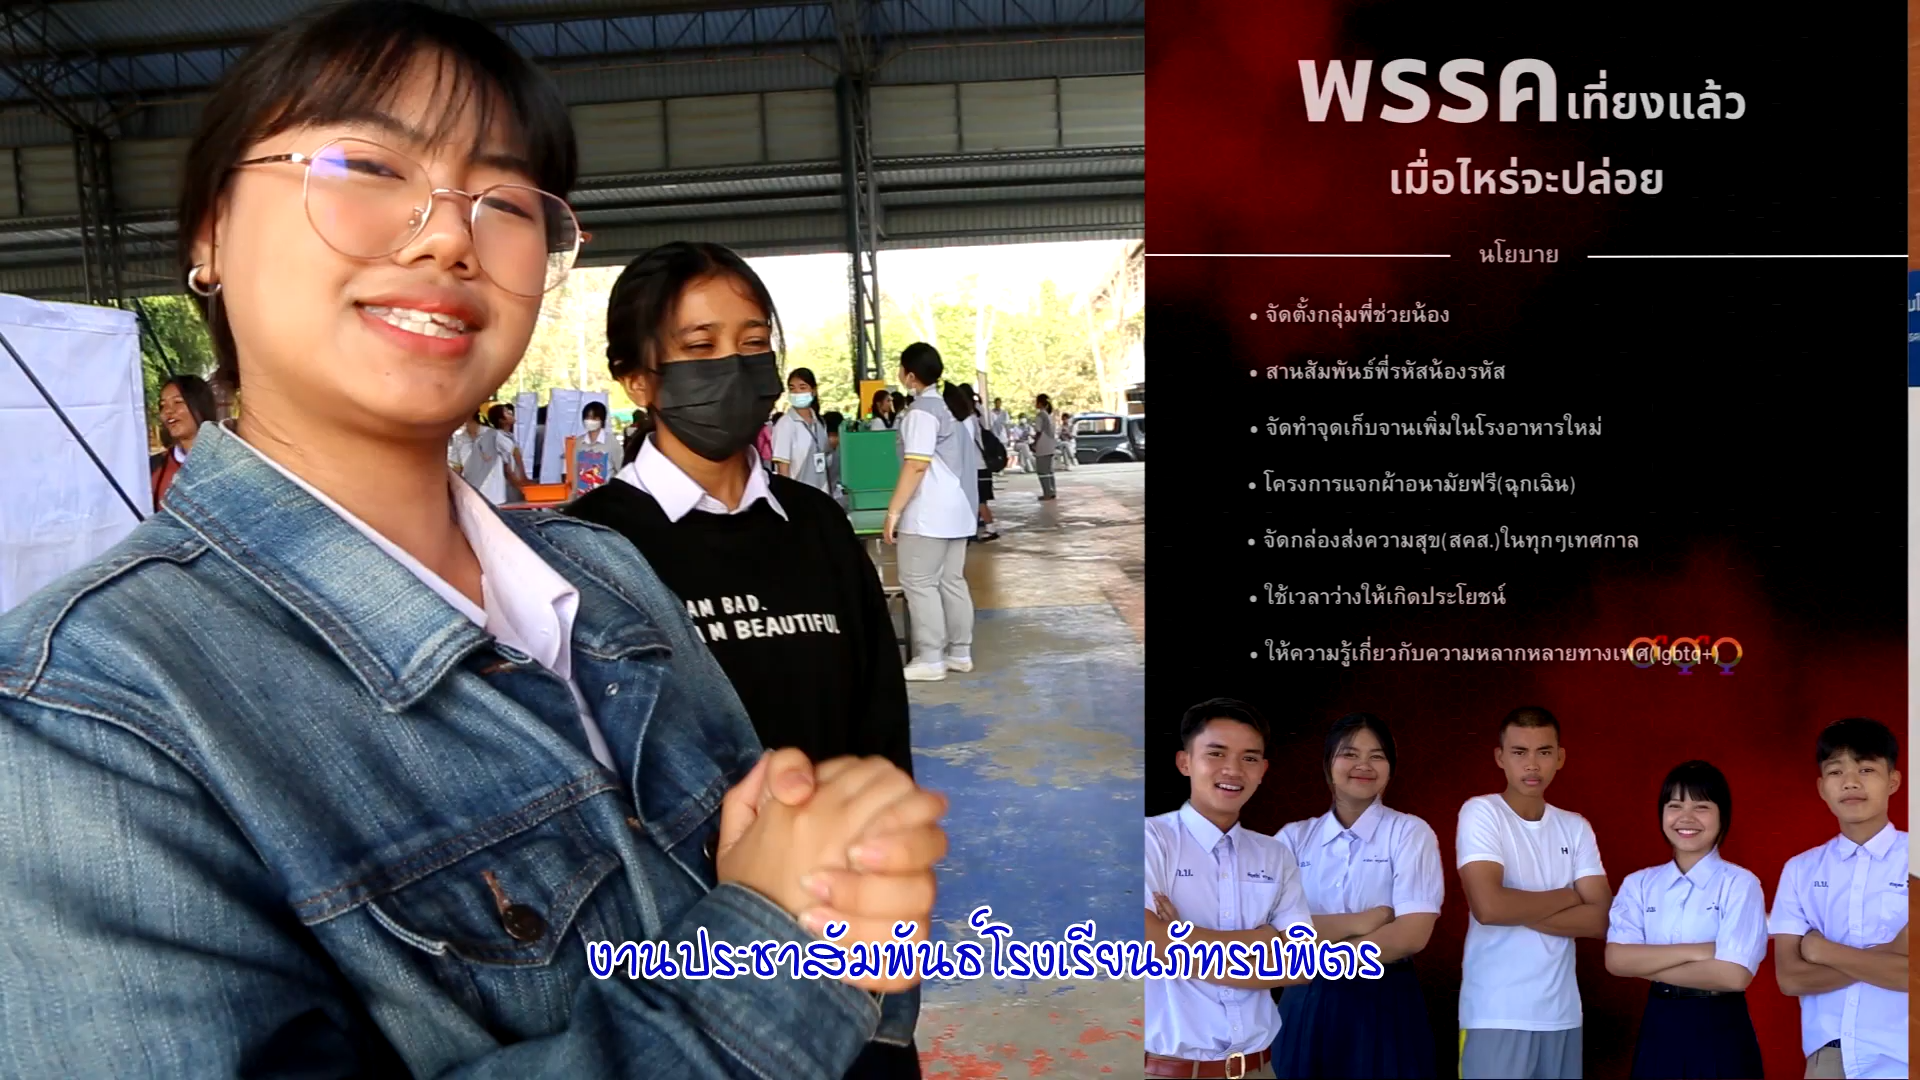 พรรคเที่ยงแล้ว
เมื่อไหร่จะปล่อย
นโยบาย
• จัดตั้งกลุ่มพี่ช่วยน้อง
• สานสัมพันธ์พี่รหัสน้องรหัส
• จัดทำจุดเก็บจานเพิ่มในโรงอาหารใหม่
• โครงการแจกผ้าอนามัยฟรี(ฉุกเฉิน)
• จัดกล่องส่งความสุข(สคส.)ในทุกๆเทศกาล
• ใช้เวลาว่างให้เกิดประโยชน์
• ให้ความรู้เกี่ยวกับความหลากหลายทางเพศ(lgbtq+)
AM BAD.
BEAUTIFUL
ภ.บ.
ภ.บ.
H
งานประชาสัมพันธ์โรงเรียนภัทรบพิตร